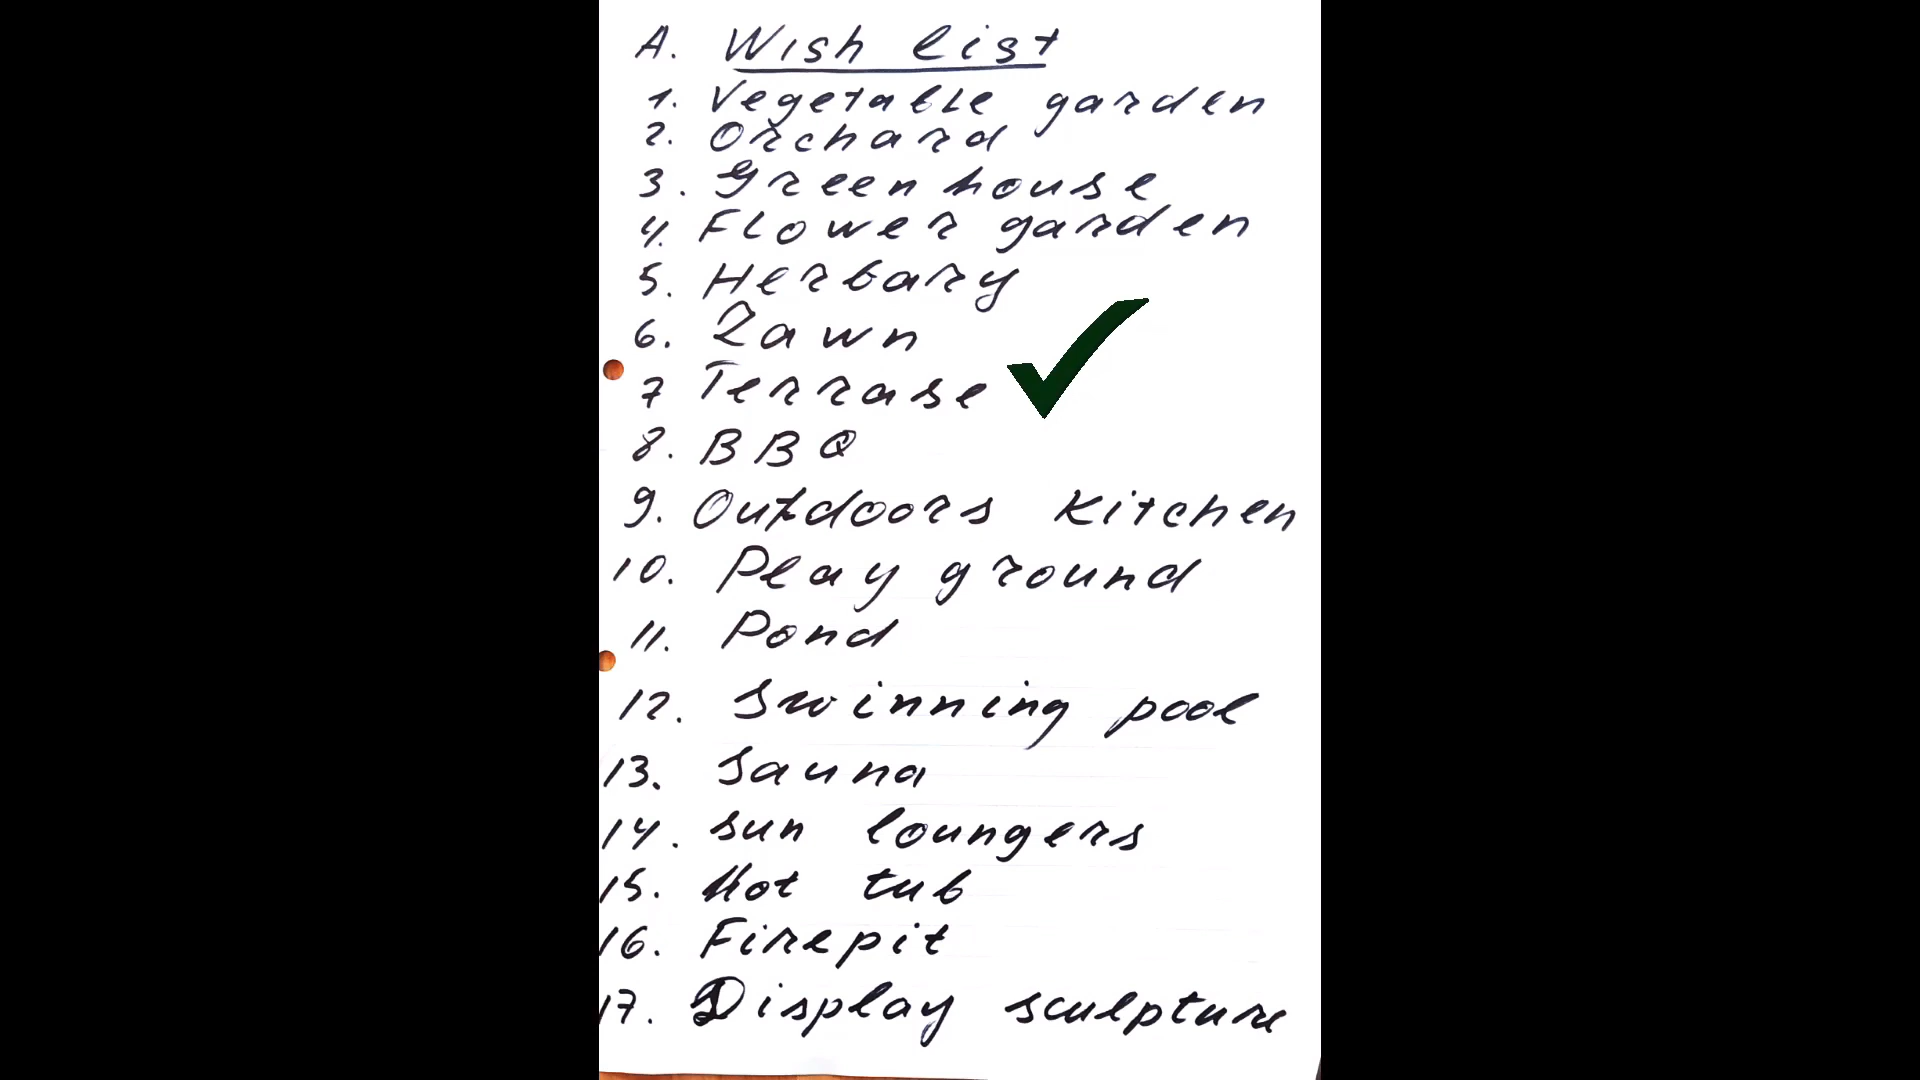 A. Wish list
1. Vegetable garden
2. Orchard
3. Greenhouse
4. Flower garden
5. Herbary
6. Lawn
7 Terrase
8. BBQ
9. Outdoors Kitchen
10. Play ground
11. Pond
12. Swinning pool
13. Sauna
14. sun loungers
15. Hot tub
16. Firepit
17. Display sculpture